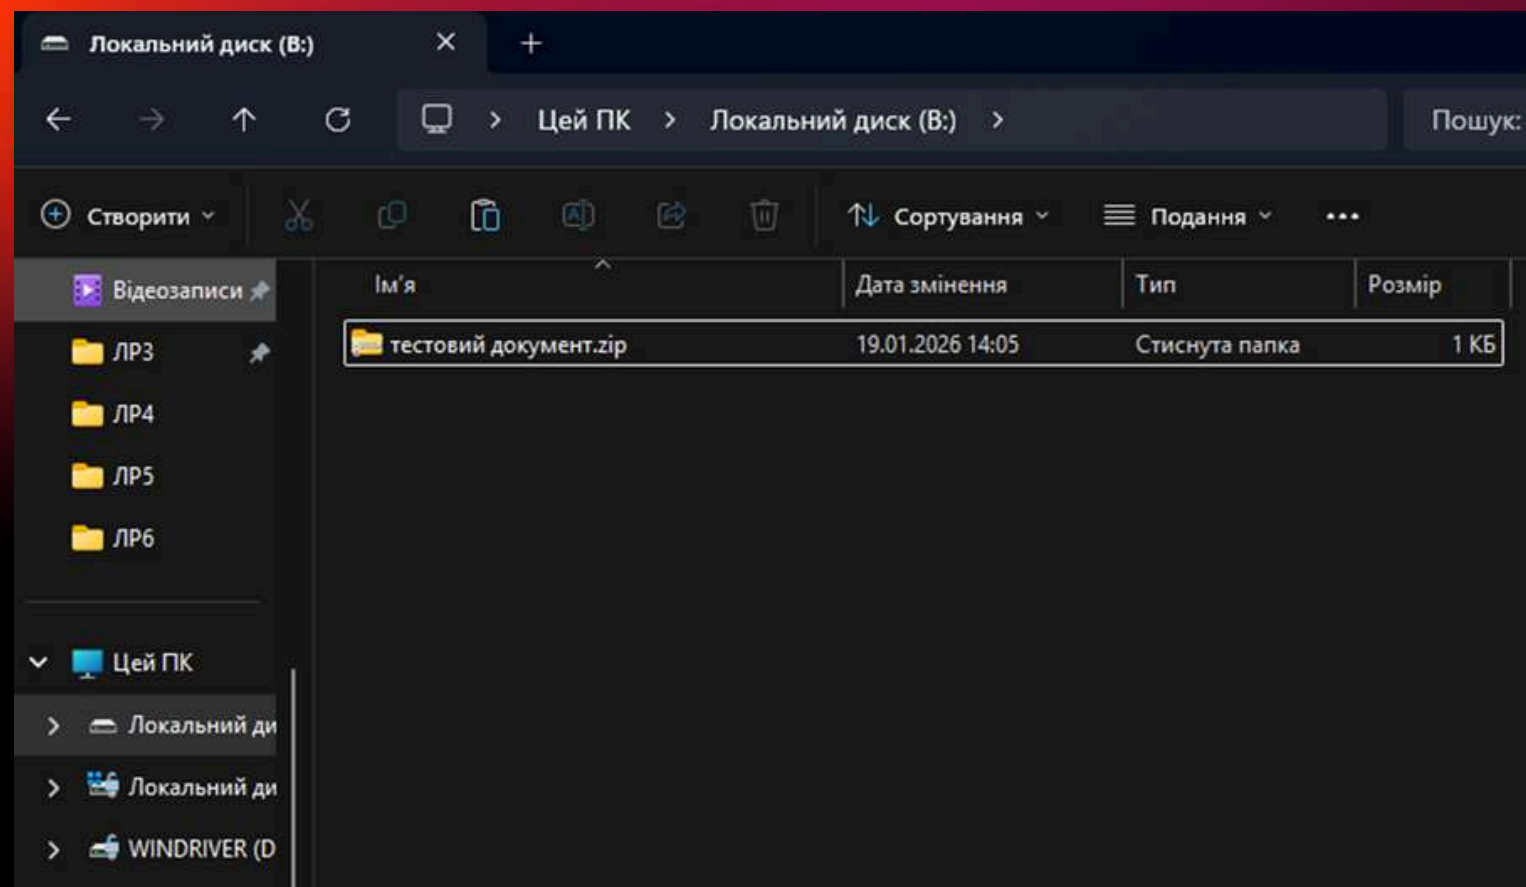 Локальний диск (B:)
Цей ПК > Локальний диск (B:) >
Пошук:
Створити
Сортування
Подання
Ім'я
Дата змінення
Тип
Розмір
тестовий документ.zip
19.01.2026 14:05
Стиснута папка
1 КБ
Відеозаписи
ЛР3
ЛР4
ЛР5
ЛР6
Цей ПК
Локальний ди
Локальний ди
WINDRIVER (D